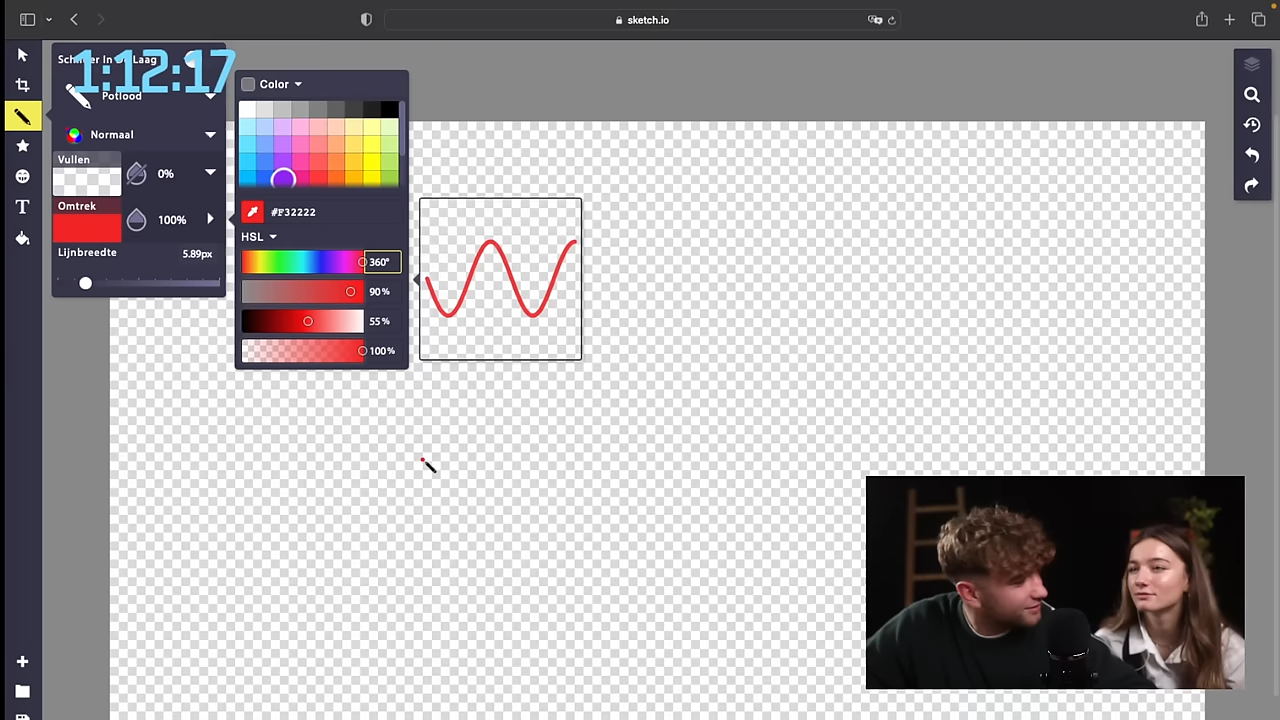 sketch.io
1:12:17
Potlood
Normaal
Vullen
0%
Omtrek
100%
Lijnbreedte
5.89px
Color
#F32222
HSL
360°
90%
55%
100%
T